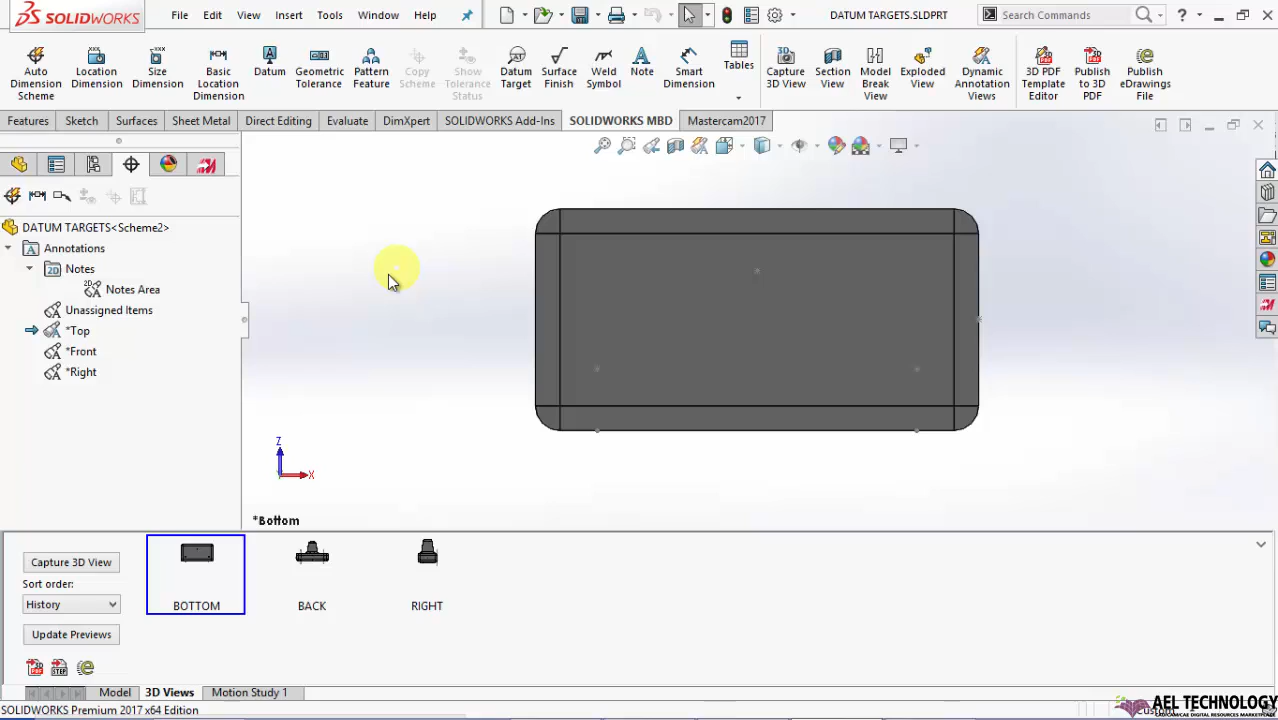 SOLIDWORKS File Edit View Insert Tools Window Help DATUM TARGETS.SLDPRT Search Commands ?
Auto Dimension Scheme
Location Dimension
Size Dimension
Basic Location Dimension
Datum
Geometric Tolerance
Pattern Feature
Copy Scheme
Show Tolerance Status
Datum Target
Surface Finish
Weld Symbol
Note
Smart Dimension
Tables
Capture 3D View
Section View
Model Break View
Exploded View
Dynamic Annotation Views
3D PDF Template Editor
Publish to 3D PDF
Publish eDrawings File
Features Sketch Surfaces Sheet Metal Direct Editing Evaluate DimXpert SOLIDWORKS Add-Ins SOLIDWORKS MBD Mastercam2017
DATUM TARGETS<Scheme2>
Annotations
Notes
Notes Area
Unassigned Items
*Top
*Front
*Right
Z
X
*Bottom
Capture 3D View
Sort order:
History
Update Previews
BOTTOM BACK RIGHT
Model 3D Views Motion Study 1
SOLIDWORKS Premium 2017 x64 Edition
AEL TECHNOLOGY